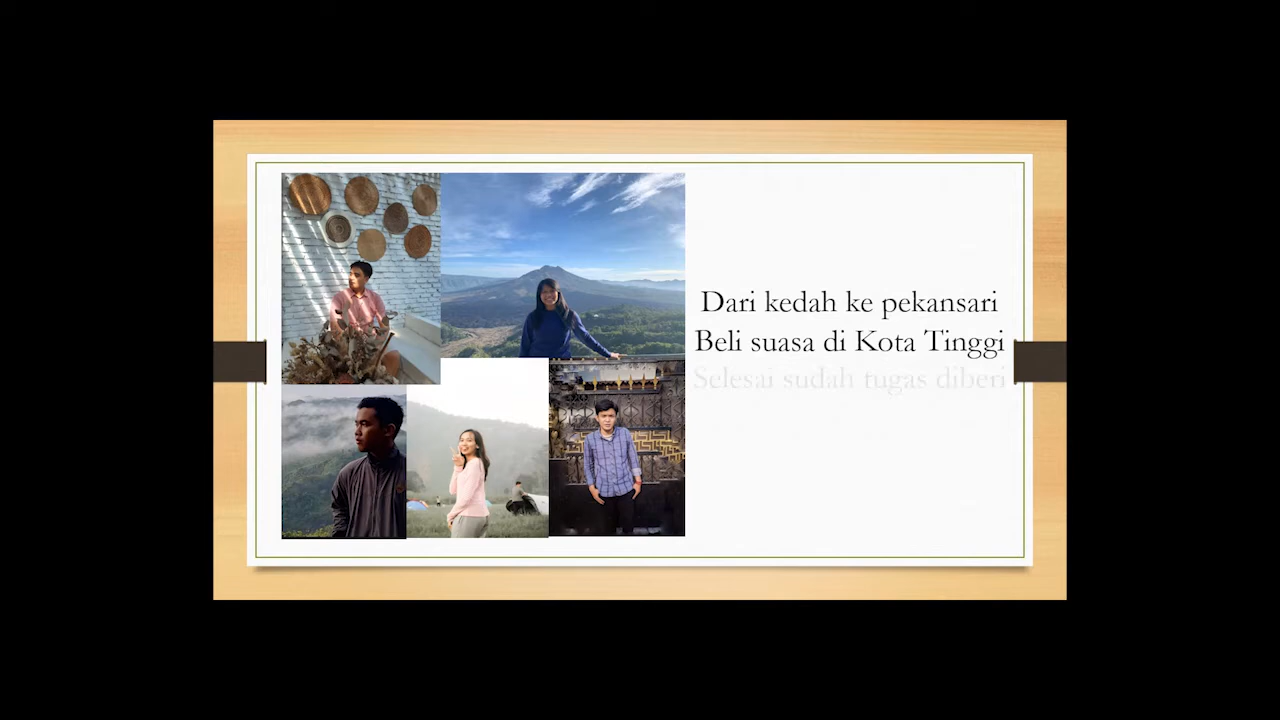 Dari kedah ke pekansari
Beli suasa di Kota Tinggi
Selesai sudah tugas diberi